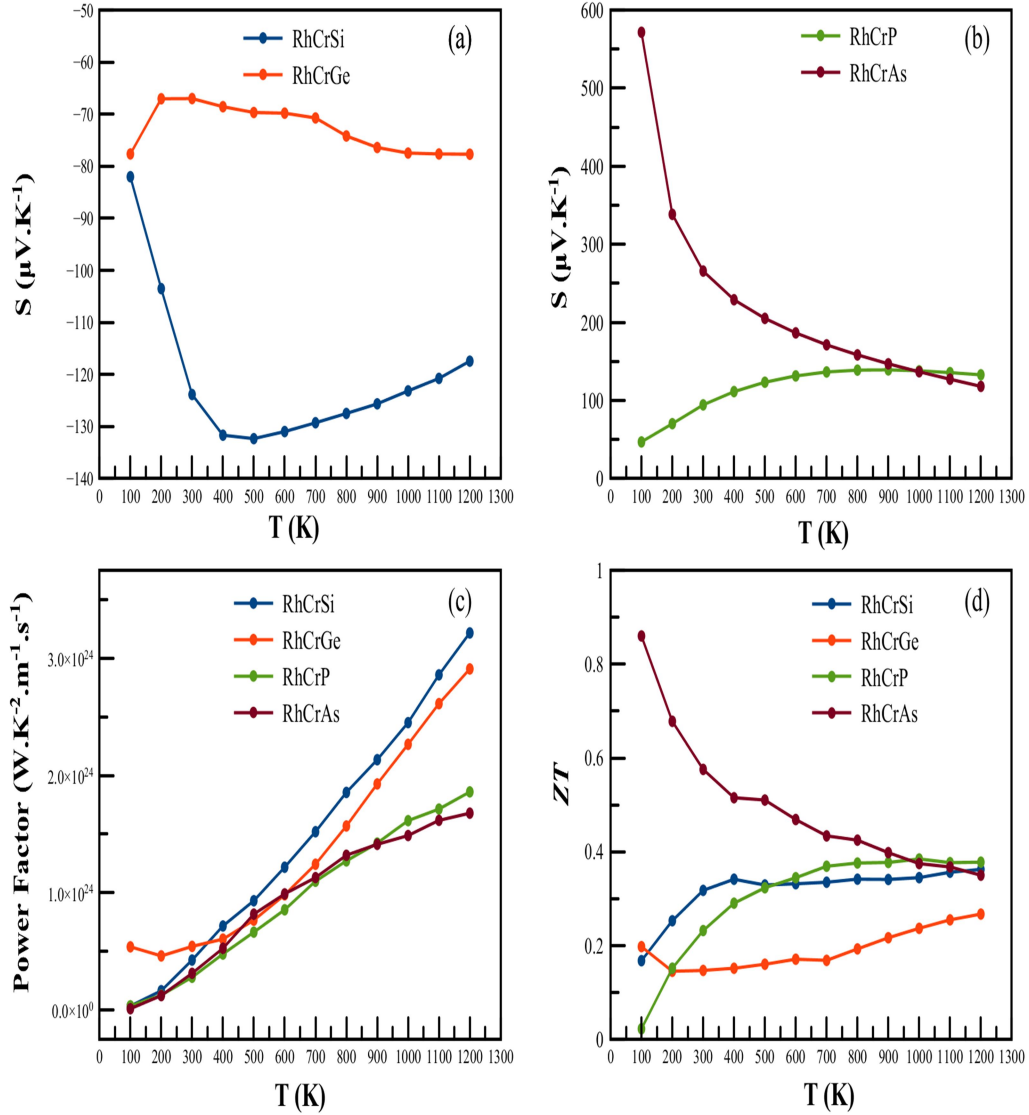 (a)
RhCrSi
RhCrGe
S (µV.K⁻¹)
−50
−60
−70
−80
−90
−100
−110
−120
−130
−140
0 100 200 300 400 500 600 700 800 900 1000 1100 1200 1300
T (K)
(b)
RhCrP
RhCrAs
S (µV.K⁻¹)
600
500
400
300
200
100
0
0 100 200 300 400 500 600 700 800 900 1000 1100 1200 1300
T (K)
(c)
RhCrSi
RhCrGe
RhCrP
RhCrAs
Power Factor (W.K⁻².m⁻¹.s⁻¹)
3.0×10²⁴
2.0×10²⁴
1.0×10²⁴
0.0×10⁰
0 100 200 300 400 500 600 700 800 900 1000 1100 1200 1300
T (K)
(d)
RhCrSi
RhCrGe
RhCrP
RhCrAs
ZT
1
0.8
0.6
0.4
0.2
0
0 100 200 300 400 500 600 700 800 900 1000 1100 1200 1300
T (K)